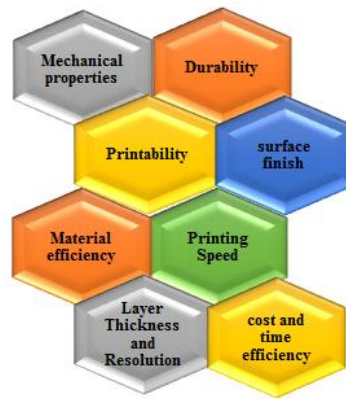 Mechanical
properties
Durability
Printability
surface
finish
Material
efficiency
Printing
Speed
Layer
Thickness
and
Resolution
cost and
time
efficiency